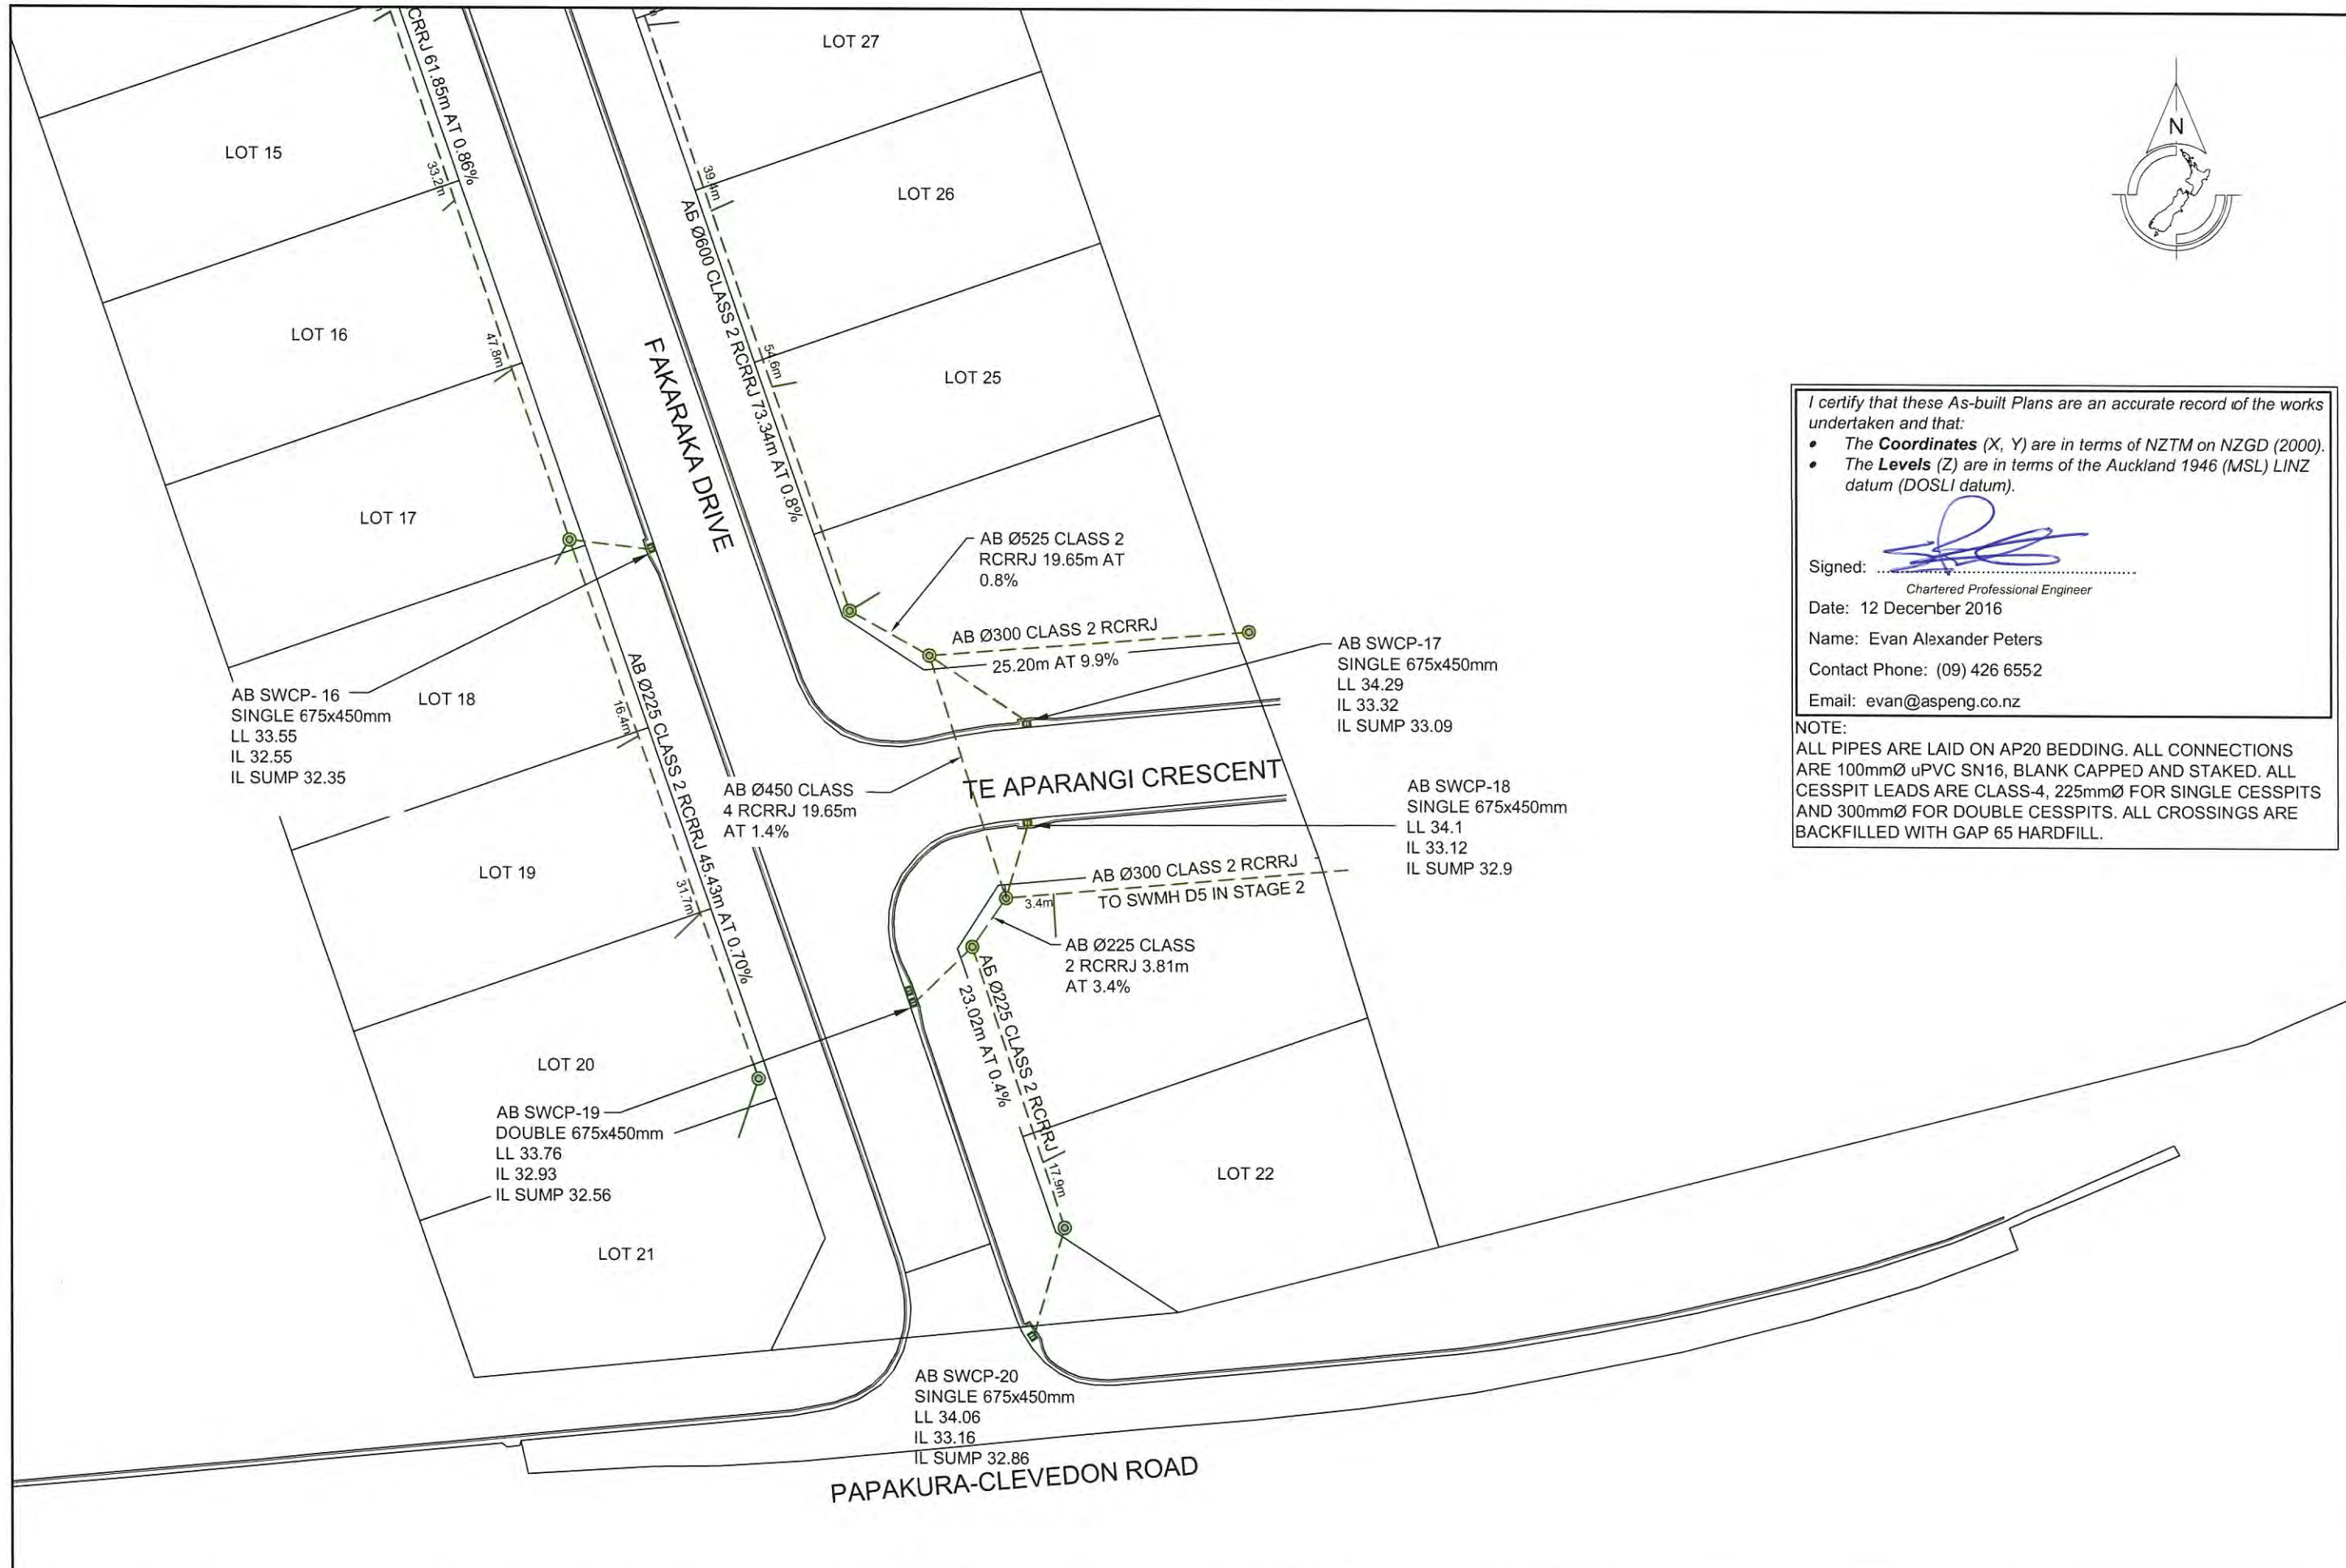 CRRJ 61.85m AT 0.86%
33.2m
47.8m
LOT 15
LOT 16
LOT 17
LOT 18
LOT 19
LOT 20
LOT 21
LOT 27
LOT 26
LOT 25
LOT 22
39.4m
54.6m
AB Ø600 CLASS 2 RCRRJ 73.34m AT 0.8%
FAKARAKA DRIVE
AB Ø525 CLASS 2
RCRRJ 19.65m AT
0.8%
AB Ø300 CLASS 2 RCRRJ
25.20m AT 9.9%
AB SWCP-17
SINGLE 675x450mm
LL 34.29
IL 33.32
IL SUMP 33.09
AB SWCP- 16
SINGLE 675x450mm
LL 33.55
IL 32.55
IL SUMP 32.35
16.4m
31.7m
AB Ø225 CLASS 2 RCRRJ 45.43m AT 0.70%
AB Ø450 CLASS
4 RCRRJ 19.65m
AT 1.4%
TE APARANGI CRESCENT
AB SWCP-18
SINGLE 675x450mm
LL 34.1
IL 33.12
IL SUMP 32.9
AB Ø300 CLASS 2 RCRRJ
TO SWMH D5 IN STAGE 2
3.4m
AB Ø225 CLASS
2 RCRRJ 3.81m
AT 3.4%
AB Ø225 CLASS 2 RCRRJ
23.02m AT 0.4%
17.9m
AB SWCP-19
DOUBLE 675x450mm
LL 33.76
IL 32.93
IL SUMP 32.56
AB SWCP-20
SINGLE 675x450mm
LL 34.06
IL 33.16
IL SUMP 32.86
PAPAKURA-CLEVEDON ROAD
N
I certify that these As-built Plans are an accurate record of the works
undertaken and that:
• The Coordinates (X, Y) are in terms of NZTM on NZGD (2000).
• The Levels (Z) are in terms of the Auckland 1946 (MSL) LINZ
datum (DOSLI datum).
Signed:
Chartered Professional Engineer
Date: 12 December 2016
Name: Evan Alexander Peters
Contact Phone: (09) 426 6552
Email: evan@aspeng.co.nz
NOTE:
ALL PIPES ARE LAID ON AP20 BEDDING. ALL CONNECTIONS
ARE 100mmØ uPVC SN16, BLANK CAPPED AND STAKED. ALL
CESSPIT LEADS ARE CLASS-4, 225mmØ FOR SINGLE CESSPITS
AND 300mmØ FOR DOUBLE CESSPITS. ALL CROSSINGS ARE
BACKFILLED WITH GAP 65 HARDFILL.